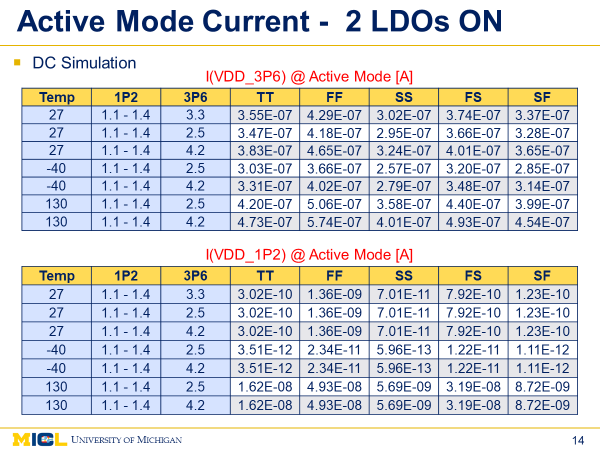 Active Mode Current - 2 LDOs ON
DC Simulation
I(VDD_3P6) @ Active Mode [A]
Temp 1P2 3P6 TT FF SS FS SF
27 1.1 - 1.4 3.3 3.55E-07 4.29E-07 3.02E-07 3.74E-07 3.37E-07
27 1.1 - 1.4 2.5 3.47E-07 4.18E-07 2.95E-07 3.66E-07 3.28E-07
27 1.1 - 1.4 4.2 3.83E-07 4.65E-07 3.24E-07 4.01E-07 3.65E-07
-40 1.1 - 1.4 2.5 3.03E-07 3.66E-07 2.57E-07 3.20E-07 2.85E-07
-40 1.1 - 1.4 4.2 3.31E-07 4.02E-07 2.79E-07 3.48E-07 3.14E-07
130 1.1 - 1.4 2.5 4.20E-07 5.06E-07 3.58E-07 4.40E-07 3.99E-07
130 1.1 - 1.4 4.2 4.73E-07 5.74E-07 4.01E-07 4.93E-07 4.54E-07
I(VDD_1P2) @ Active Mode [A]
Temp 1P2 3P6 TT FF SS FS SF
27 1.1 - 1.4 3.3 3.02E-10 1.36E-09 7.01E-11 7.92E-10 1.23E-10
27 1.1 - 1.4 2.5 3.02E-10 1.36E-09 7.01E-11 7.92E-10 1.23E-10
27 1.1 - 1.4 4.2 3.02E-10 1.36E-09 7.01E-11 7.92E-10 1.23E-10
-40 1.1 - 1.4 2.5 3.51E-12 2.34E-11 5.96E-13 1.22E-11 1.11E-12
-40 1.1 - 1.4 4.2 3.51E-12 2.34E-11 5.96E-13 1.22E-11 1.11E-12
130 1.1 - 1.4 2.5 1.62E-08 4.93E-08 5.69E-09 3.19E-08 8.72E-09
130 1.1 - 1.4 4.2 1.62E-08 4.93E-08 5.69E-09 3.19E-08 8.72E-09
MICL UNIVERSITY OF MICHIGAN 14